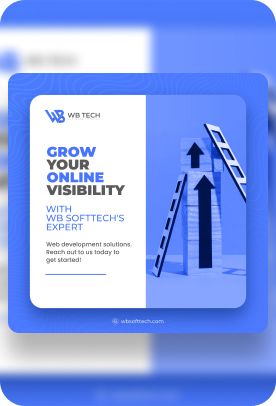 WB TECH
GROW
YOUR
ONLINE
VISIBILITY
WITH
WB SOFTTECH'S
EXPERT
Web development solutions.
Reach out to us today to
get started!
wbsofttech.com